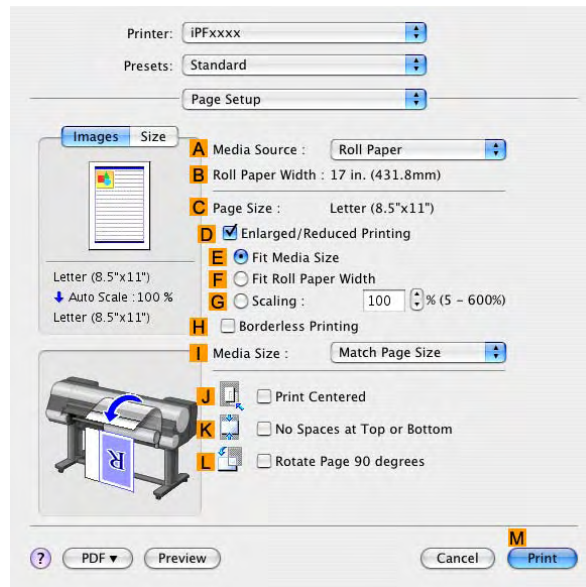 Printer: iPFxxxx
Presets: Standard
Page Setup
Images Size
A Media Source : Roll Paper
B Roll Paper Width : 17 in. (431.8mm)
C Page Size : Letter (8.5"x11")
D Enlarged/Reduced Printing
E Fit Media Size
F Fit Roll Paper Width
G Scaling : 100 % (5 - 600%)
Letter (8.5"x11")
Auto Scale :100 %
Letter (8.5"x11")
H Borderless Printing
I Media Size : Match Page Size
J Print Centered
K No Spaces at Top or Bottom
L Rotate Page 90 degrees
R
M
? PDF▼ Preview Cancel Print